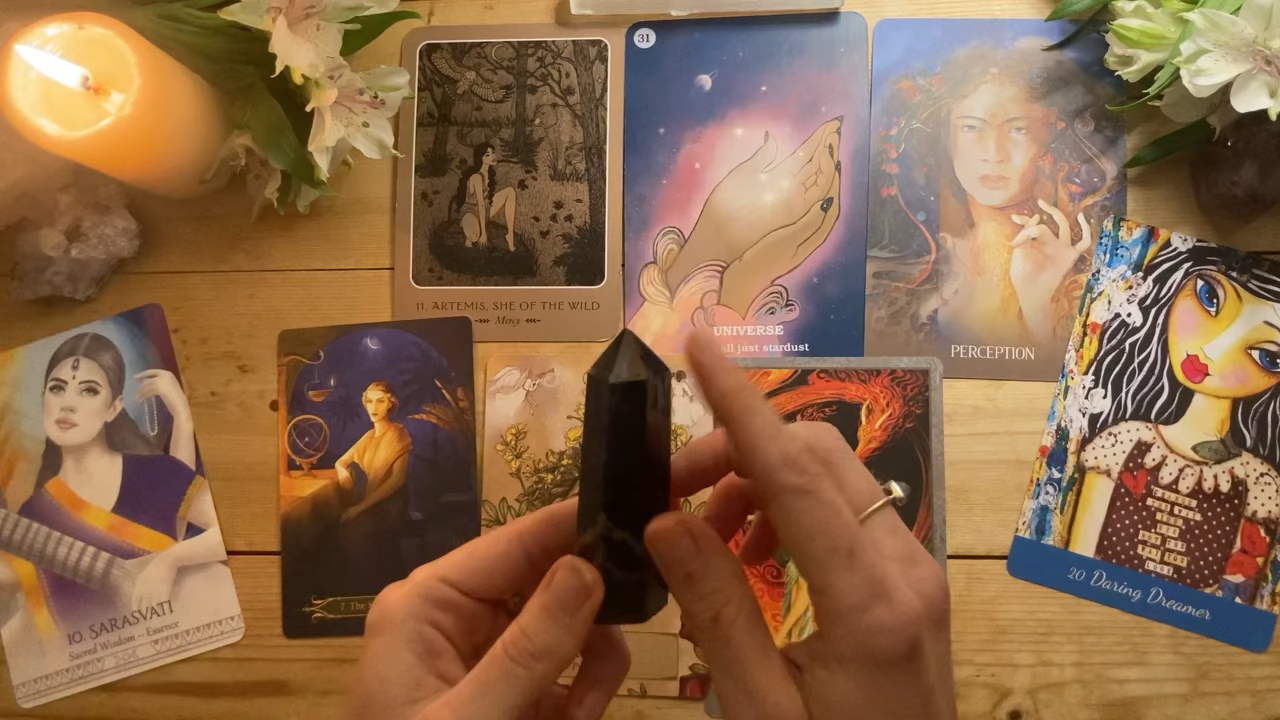 31
11. ARTEMIS, SHE OF THE WILD
Mercy
UNIVERSE
all just stardust
PERCEPTION
10. SARASVATI
Sacred Wisdom – Essence
7 The
20 Daring Dreamer